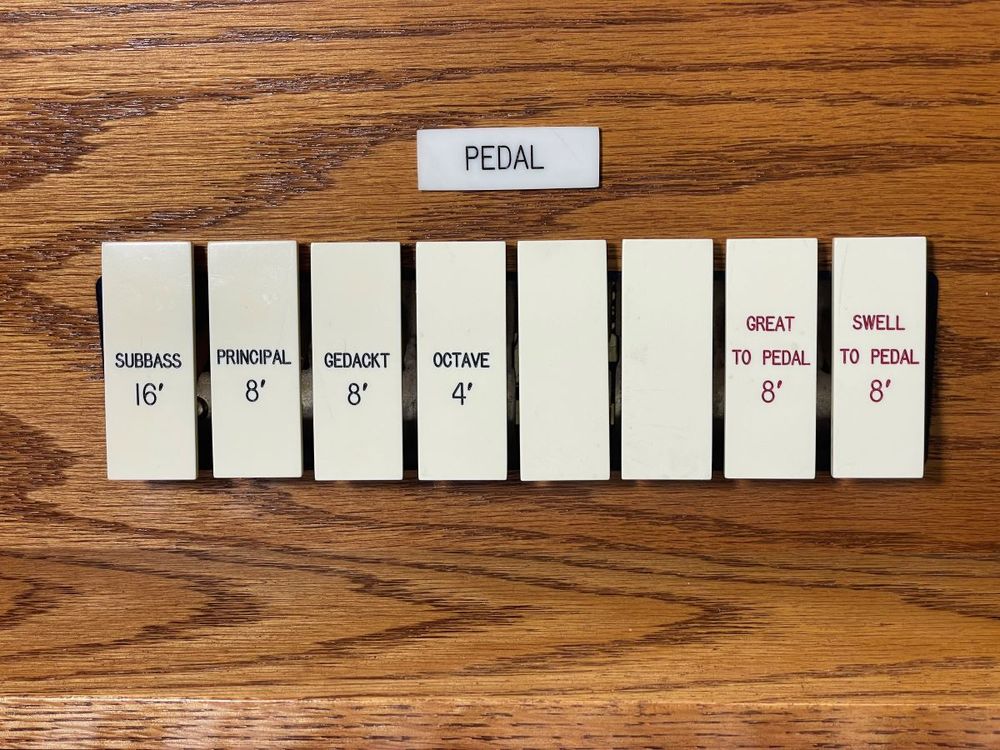 PEDAL
SUBBASS
16′
PRINCIPAL
8′
GEDACKT
8′
OCTAVE
4′
GREAT
TO PEDAL
8′
SWELL
TO PEDAL
8′